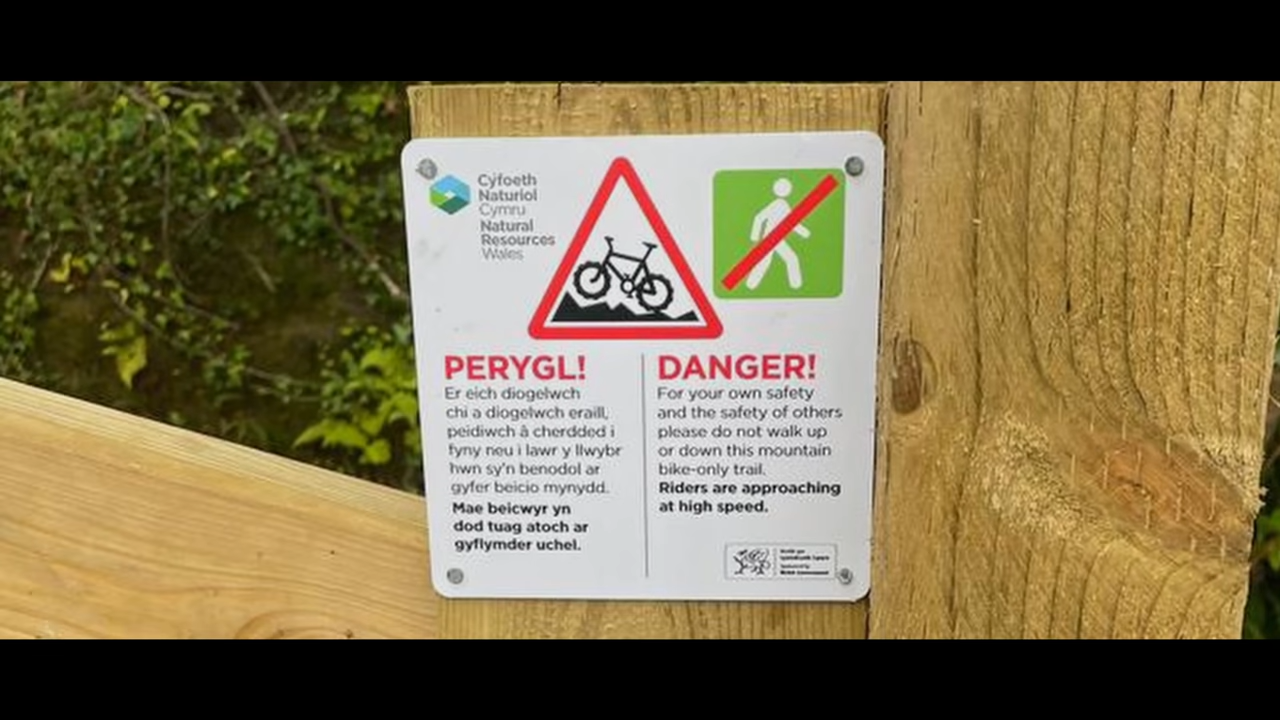 Cyfoeth
Naturiol
Cymru
Natural
Resources
Wales
PERYGL!
Er eich diogelwch
chi a diogelwch eraill,
peidiwch â cherdded i
fyny neu i lawr y llwybr
hwn sy'n benodol ar
gyfer beicio mynydd.
Mae beicwyr yn
dod tuag atoch ar
gyflymder uchel.
DANGER!
For your own safety
and the safety of others
please do not walk up
or down this mountain
bike-only trail.
Riders are approaching
at high speed.